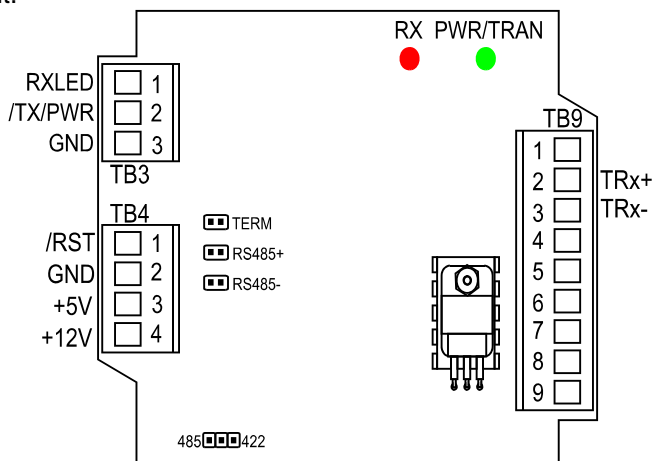 RX PWR/TRAN
RXLED 1
/TX/PWR 2
GND 3
TB3
TB4
/RST 1
GND 2
+5V 3
+12V 4
TERM
RS485+
RS485-
485 422
TB9
1
2 TRx+
3 TRx-
4
5
6
7
8
9